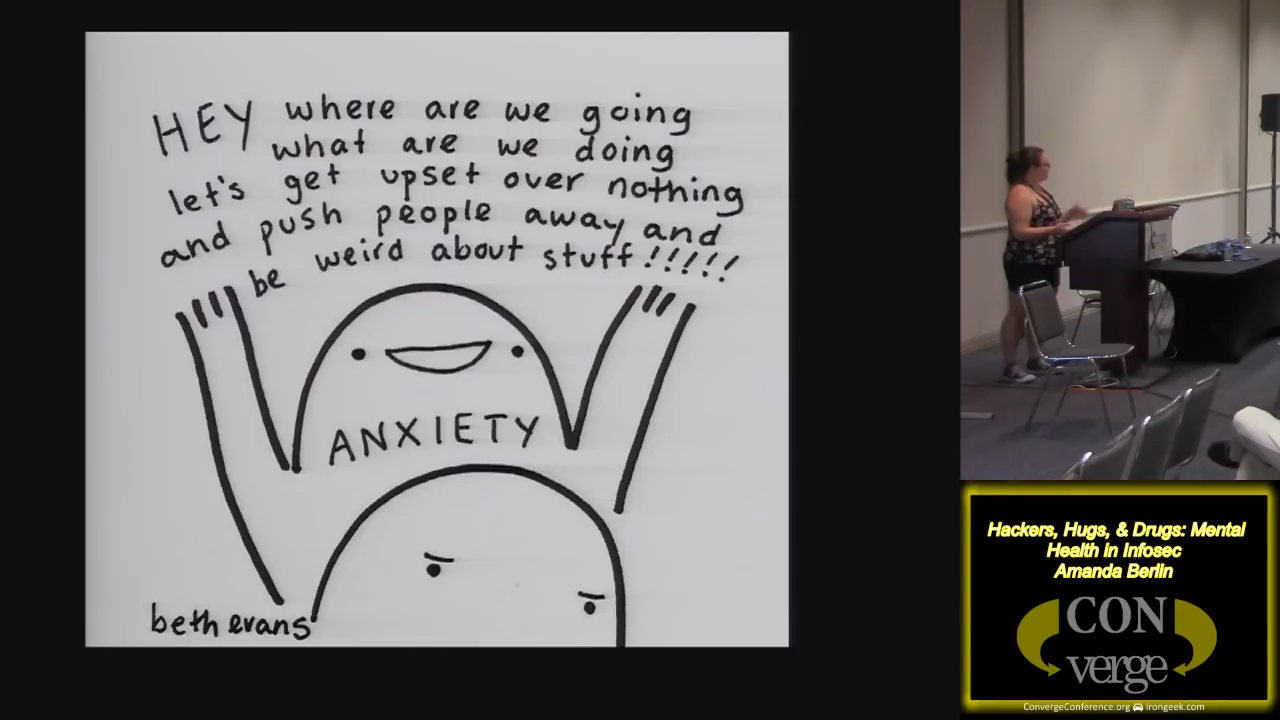 HEY where are we going
what are we doing
let's get upset over nothing
and push people away and
be weird about stuff!!!!!
ANXIETY
beth evans
Hackers, Hugs, & Drugs: Mental
Health in Infosec
Amanda Berlin
CON
verge
ConvergeConference.org Irongeek.com